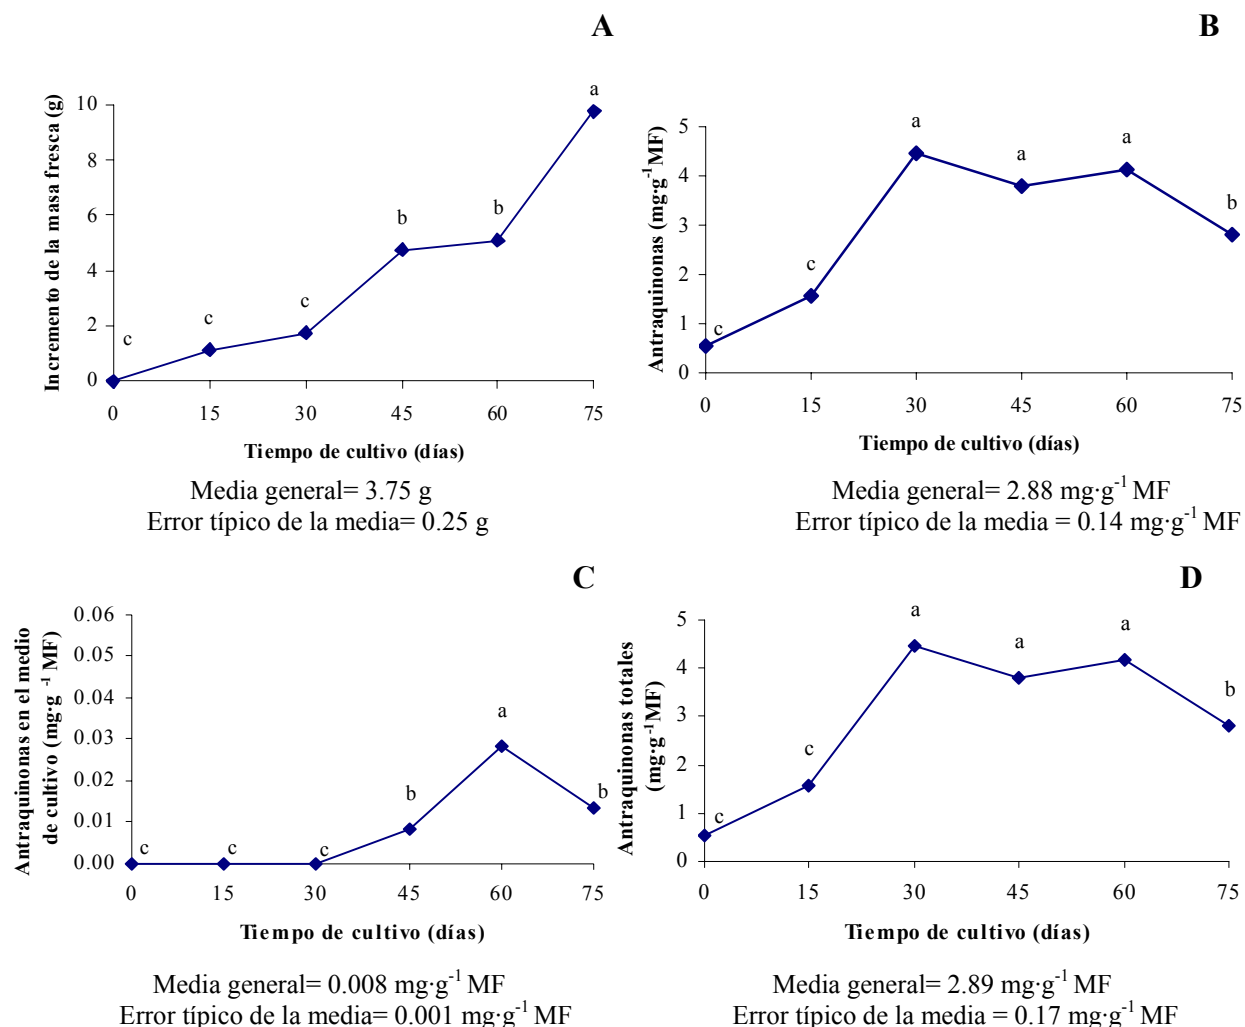 A
Incremento de la masa fresca (g)
10
8
6
4
2
0
c
c
c
b
b
a
0 15 30 45 60 75
Tiempo de cultivo (días)
Media general= 3.75 g
Error típico de la media= 0.25 g
B
Antraquinonas (mg·g⁻¹MF)
5
4
3
2
1
0
c
c
a
a
a
b
0 15 30 45 60 75
Tiempo de cultivo (días)
Media general= 2.88 mg·g⁻¹ MF
Error típico de la media = 0.14 mg·g⁻¹ MF
C
Antraquinonas en el medio
de cultivo (mg·g ⁻¹ MF)
0.06
0.05
0.04
0.03
0.02
0.01
0.00
c
c
c
b
a
b
0 15 30 45 60 75
Tiempo de cultivo (días)
Media general= 0.008 mg·g⁻¹ MF
Error típico de la media= 0.001 mg·g⁻¹ MF
D
Antraquinonas totales
(mg·g⁻¹MF)
5
4
3
2
1
0
c
c
a
a
a
b
0 15 30 45 60 75
Tiempo de cultivo (días)
Media general= 2.89 mg·g⁻¹ MF
Error típico de la media = 0.17 mg·g⁻¹ MF